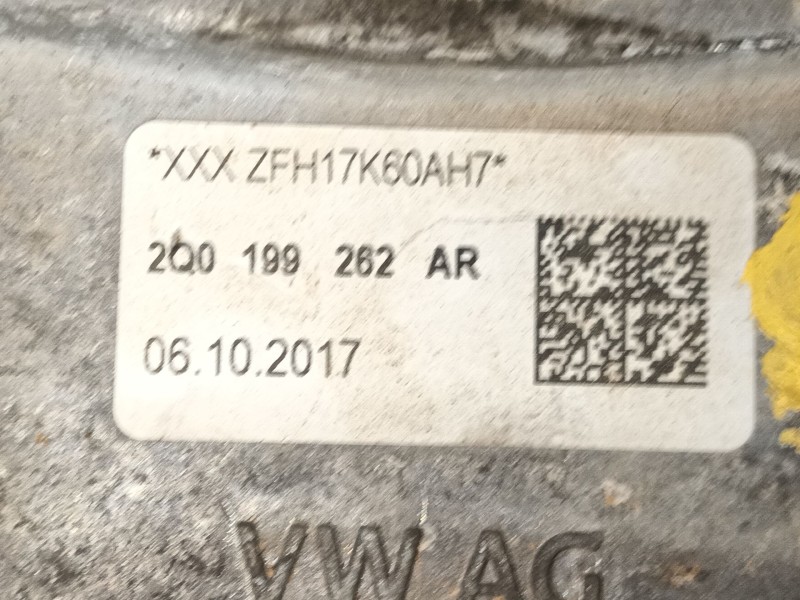 *XXX ZFH17K60AH7*
2Q0 199 262 AR
06.10.2017
VW AG